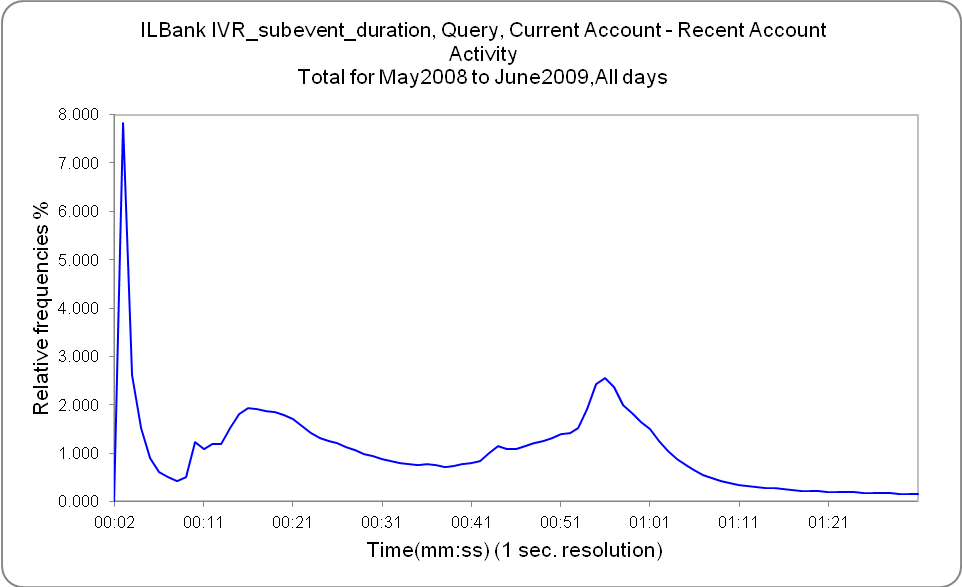 ILBank IVR_subevent_duration, Query, Current Account - Recent Account
Activity
Total for May2008 to June2009,All days
8.000
7.000
6.000
5.000
4.000
3.000
2.000
1.000
0.000
Relative frequencies %
00:02 00:11 00:21 00:31 00:41 00:51 01:01 01:11 01:21
Time(mm:ss) (1 sec. resolution)